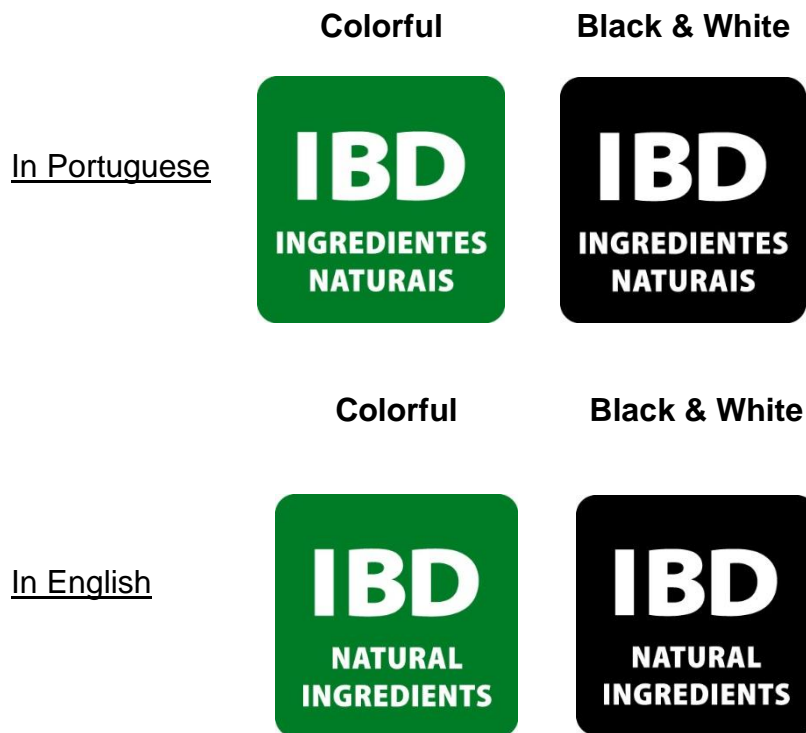 Colorful Black & White
In Portuguese
IBD IBD
INGREDIENTES INGREDIENTES
NATURAIS NATURAIS
Colorful Black & White
In English
IBD IBD
NATURAL NATURAL
INGREDIENTS INGREDIENTS